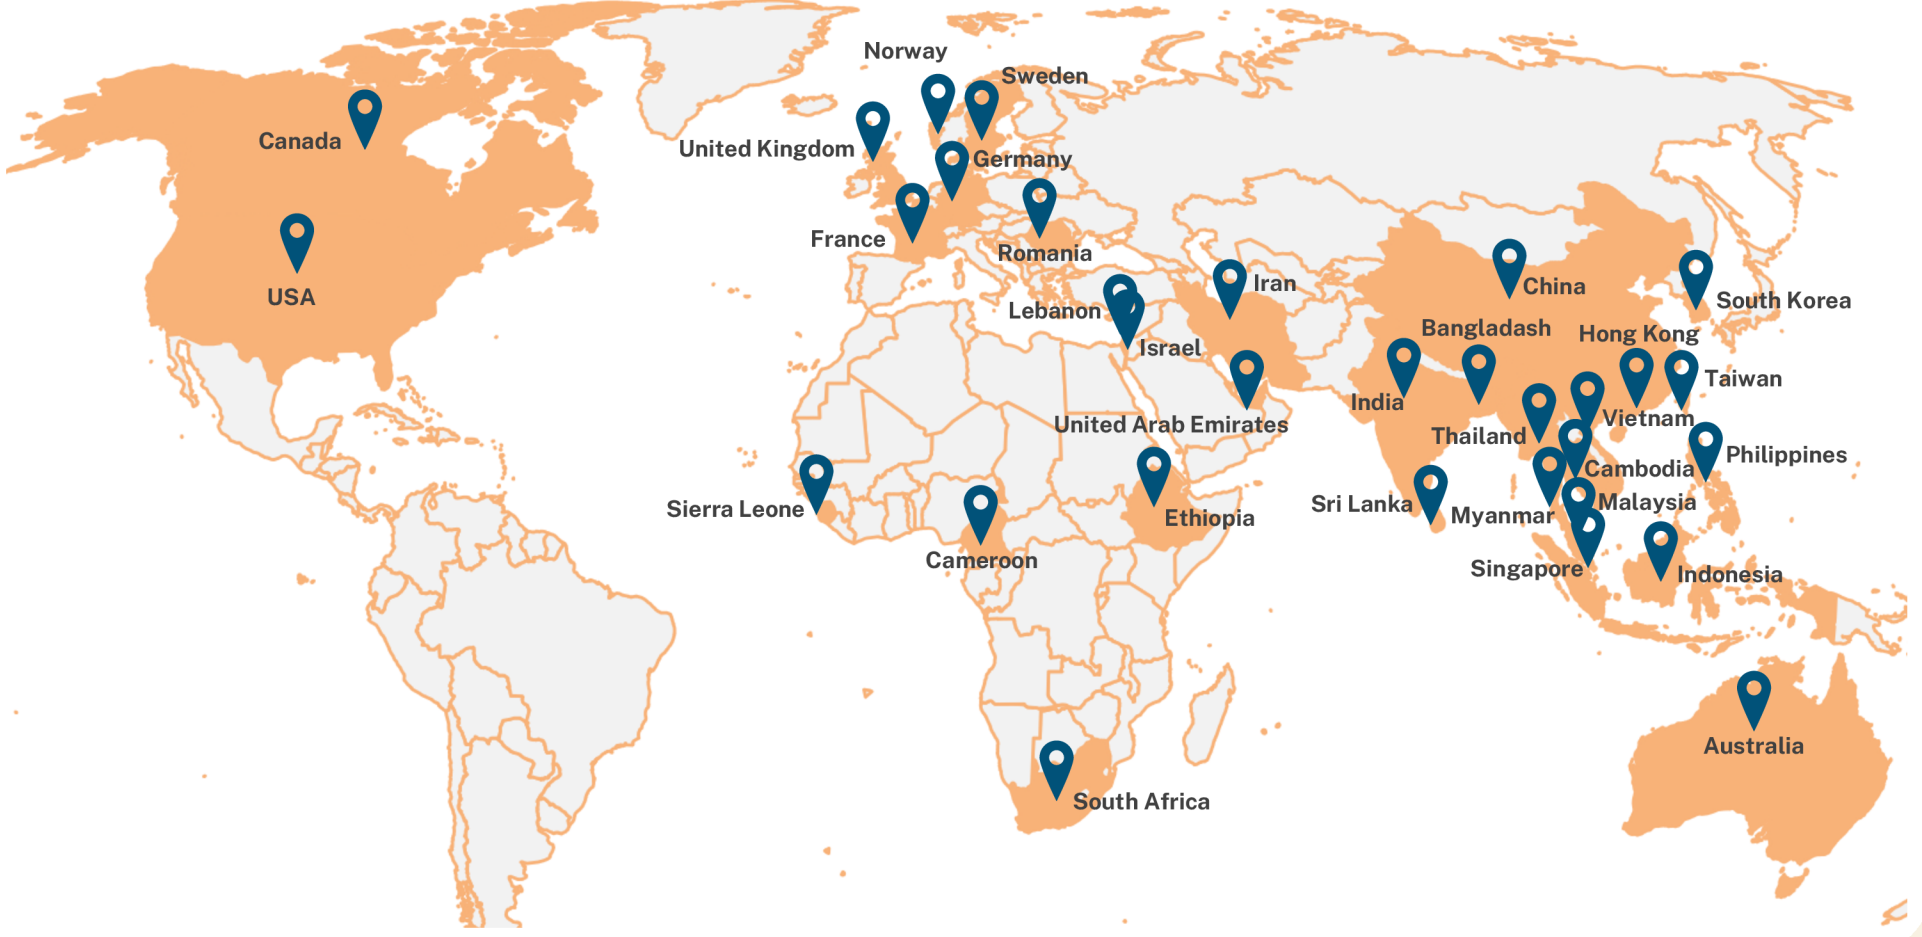 Norway
Sweden
Canada
United Kingdom
Germany
France
Romania
USA
Iran
China
Lebanon
South Korea
Bangladash
Hong Kong
Israel
Taiwan
India
United Arab Emirates
Vietnam
Thailand
Philippines
Cambodia
Sierra Leone
Sri Lanka
Malaysia
Myanmar
Ethiopia
Cameroon
Singapore
Indonesia
Australia
South Africa